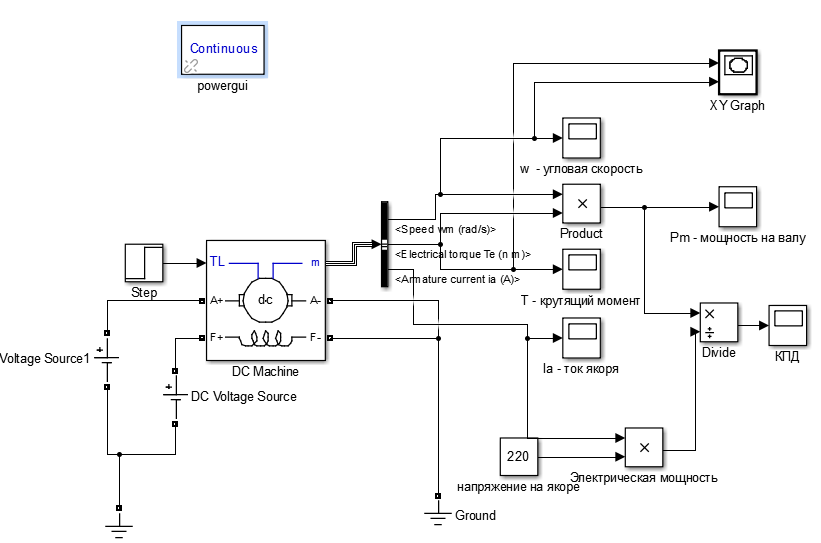 Continuous
powergui
XY Graph
w - угловая скорость
×
<Speed wm (rad/s)>
Product
Pm - мощность на валу
<Electrical torque Te (n m)>
TL
m
Step
<Armature current ia (A)>
T - крутящий момент
A+
dc
A-
×
÷
Divide
КПД
F+
F-
Voltage Source1
+
DC Machine
Ia - ток якоря
+
DC Voltage Source
220
×
напряжение на якоре
Электрическая мощность
Ground